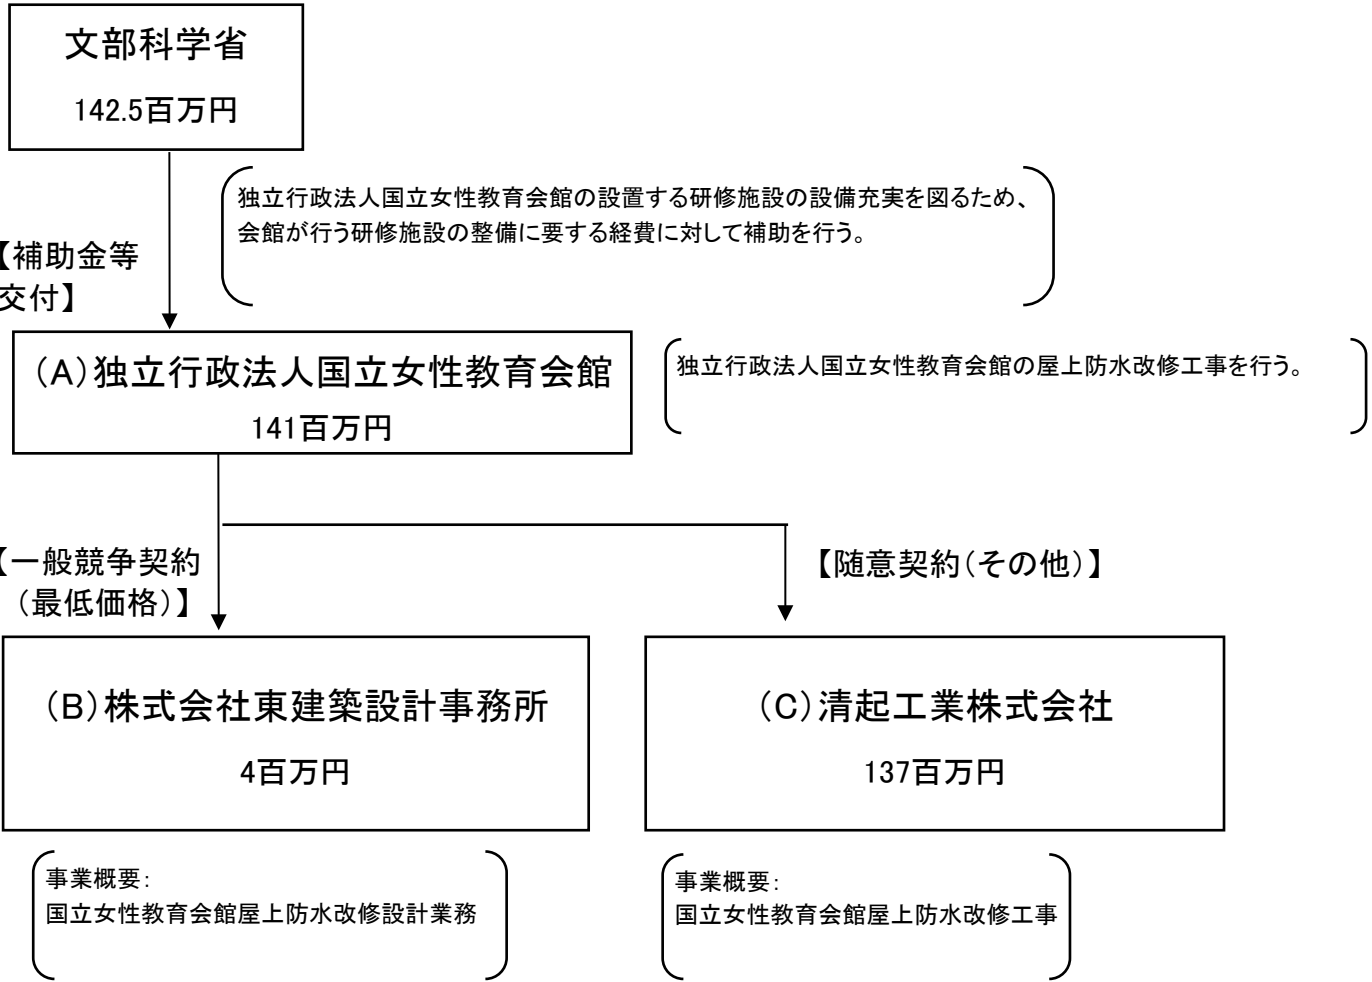 文部科学省
142.5百万円
独立行政法人国立女性教育会館の設置する研修施設の設備充実を図るため、
会館が行う研修施設の整備に要する経費に対して補助を行う。
【補助金等
交付】
（A）独立行政法人国立女性教育会館
141百万円
独立行政法人国立女性教育会館の屋上防水改修工事を行う。
【一般競争契約
（最低価格）】
【随意契約（その他）】
（B）株式会社東建築設計事務所
4百万円
（C）清起工業株式会社
137百万円
事業概要：
国立女性教育会館屋上防水改修設計業務
事業概要：
国立女性教育会館屋上防水改修工事